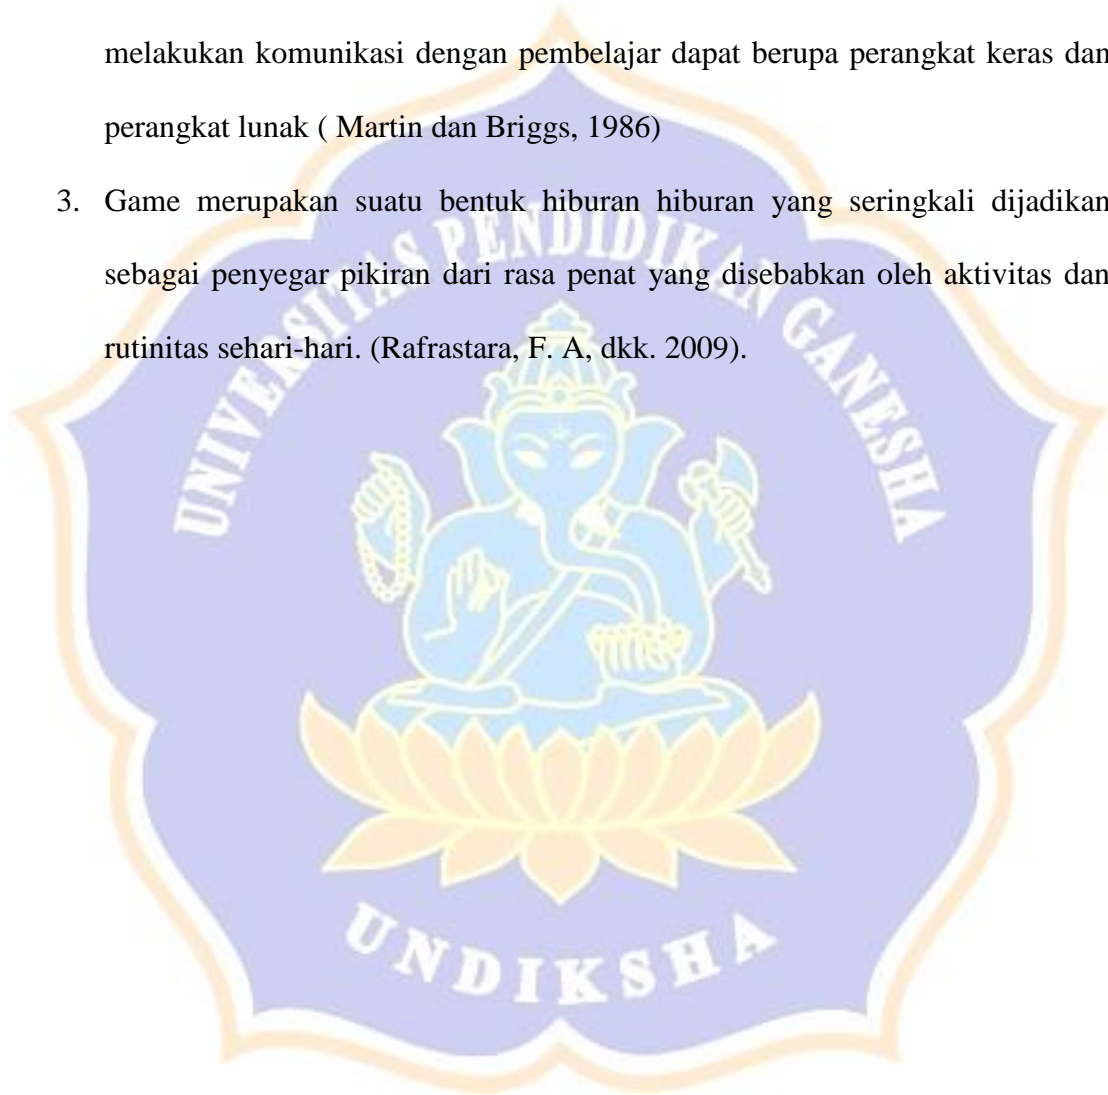 melakukan komunikasi dengan pembelajar dapat berupa perangkat keras dan
perangkat lunak ( Martin dan Briggs, 1986)
3. Game merupakan suatu bentuk hiburan hiburan yang seringkali dijadikan
sebagai penyegar pikiran dari rasa penat yang disebabkan oleh aktivitas dan
rutinitas sehari-hari. (Rafrastara, F. A, dkk. 2009).
UNIVERSITAS PENDIDIKAN GANESHA
UNDIKSHA